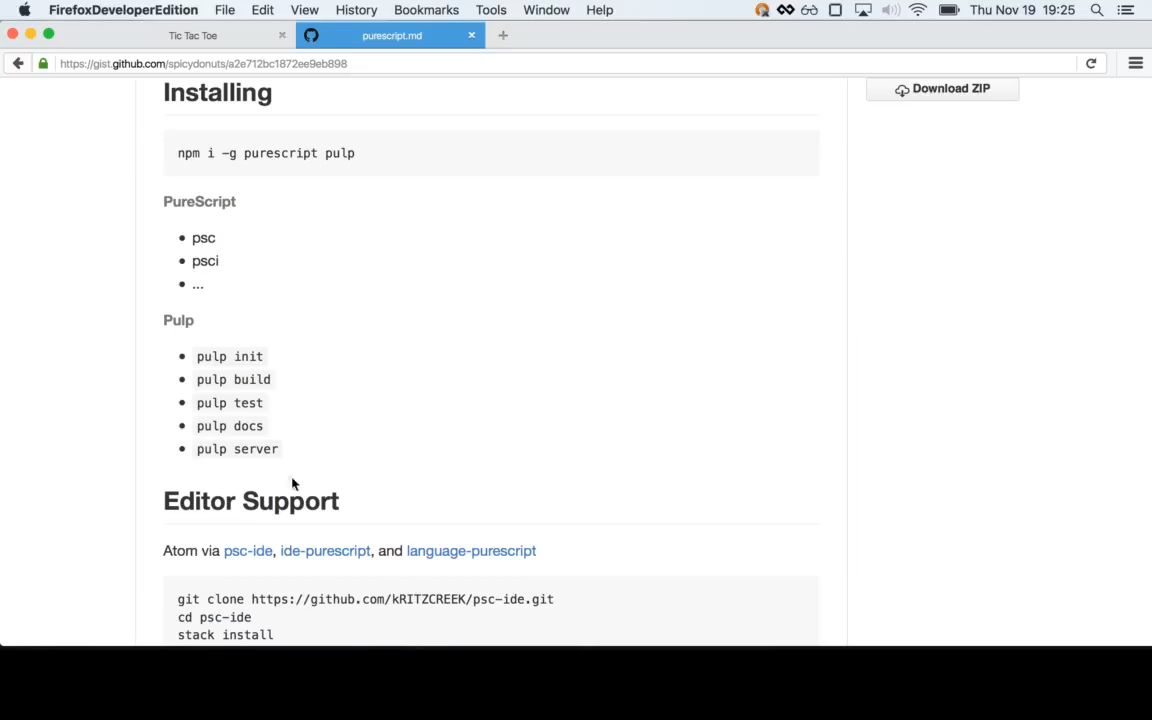 FirefoxDeveloperEdition File Edit View History Bookmarks Tools Window Help Thu Nov 19 19:25
Tic Tac Toe purescript.md
https://gist.github.com/spicydonuts/a2e712bc1872ee9eb898
Installing
Download ZIP
npm i -g purescript pulp
PureScript
psc
psci
...
Pulp
pulp init
pulp build
pulp test
pulp docs
pulp server
Editor Support
Atom via psc-ide, ide-purescript, and language-purescript
git clone https://github.com/kRITZCREEK/psc-ide.git
cd psc-ide
stack install